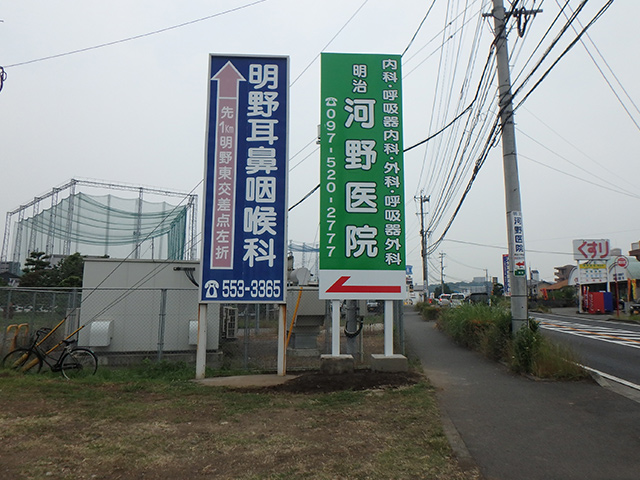 明野耳鼻咽喉科
先1km明野東交差点左折
☎553-3365
内科・呼吸器内科・外科・呼吸器外科
明治
河野医院
☎097-520-2777
河野医院
くすり